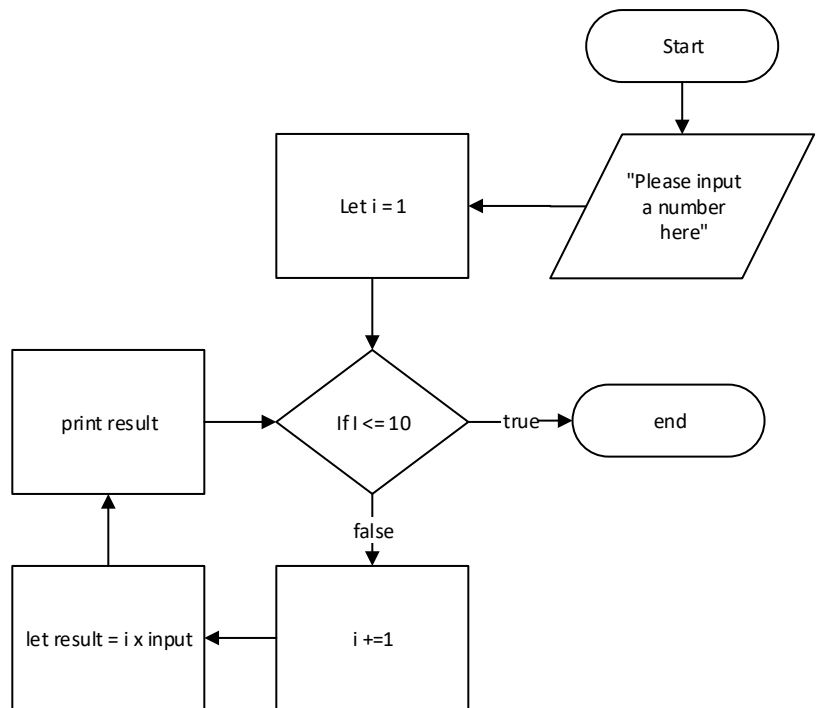 Start
"Please input
a number
here"
Let i = 1
If I <= 10
true
end
false
i +=1
let result = i x input
print result